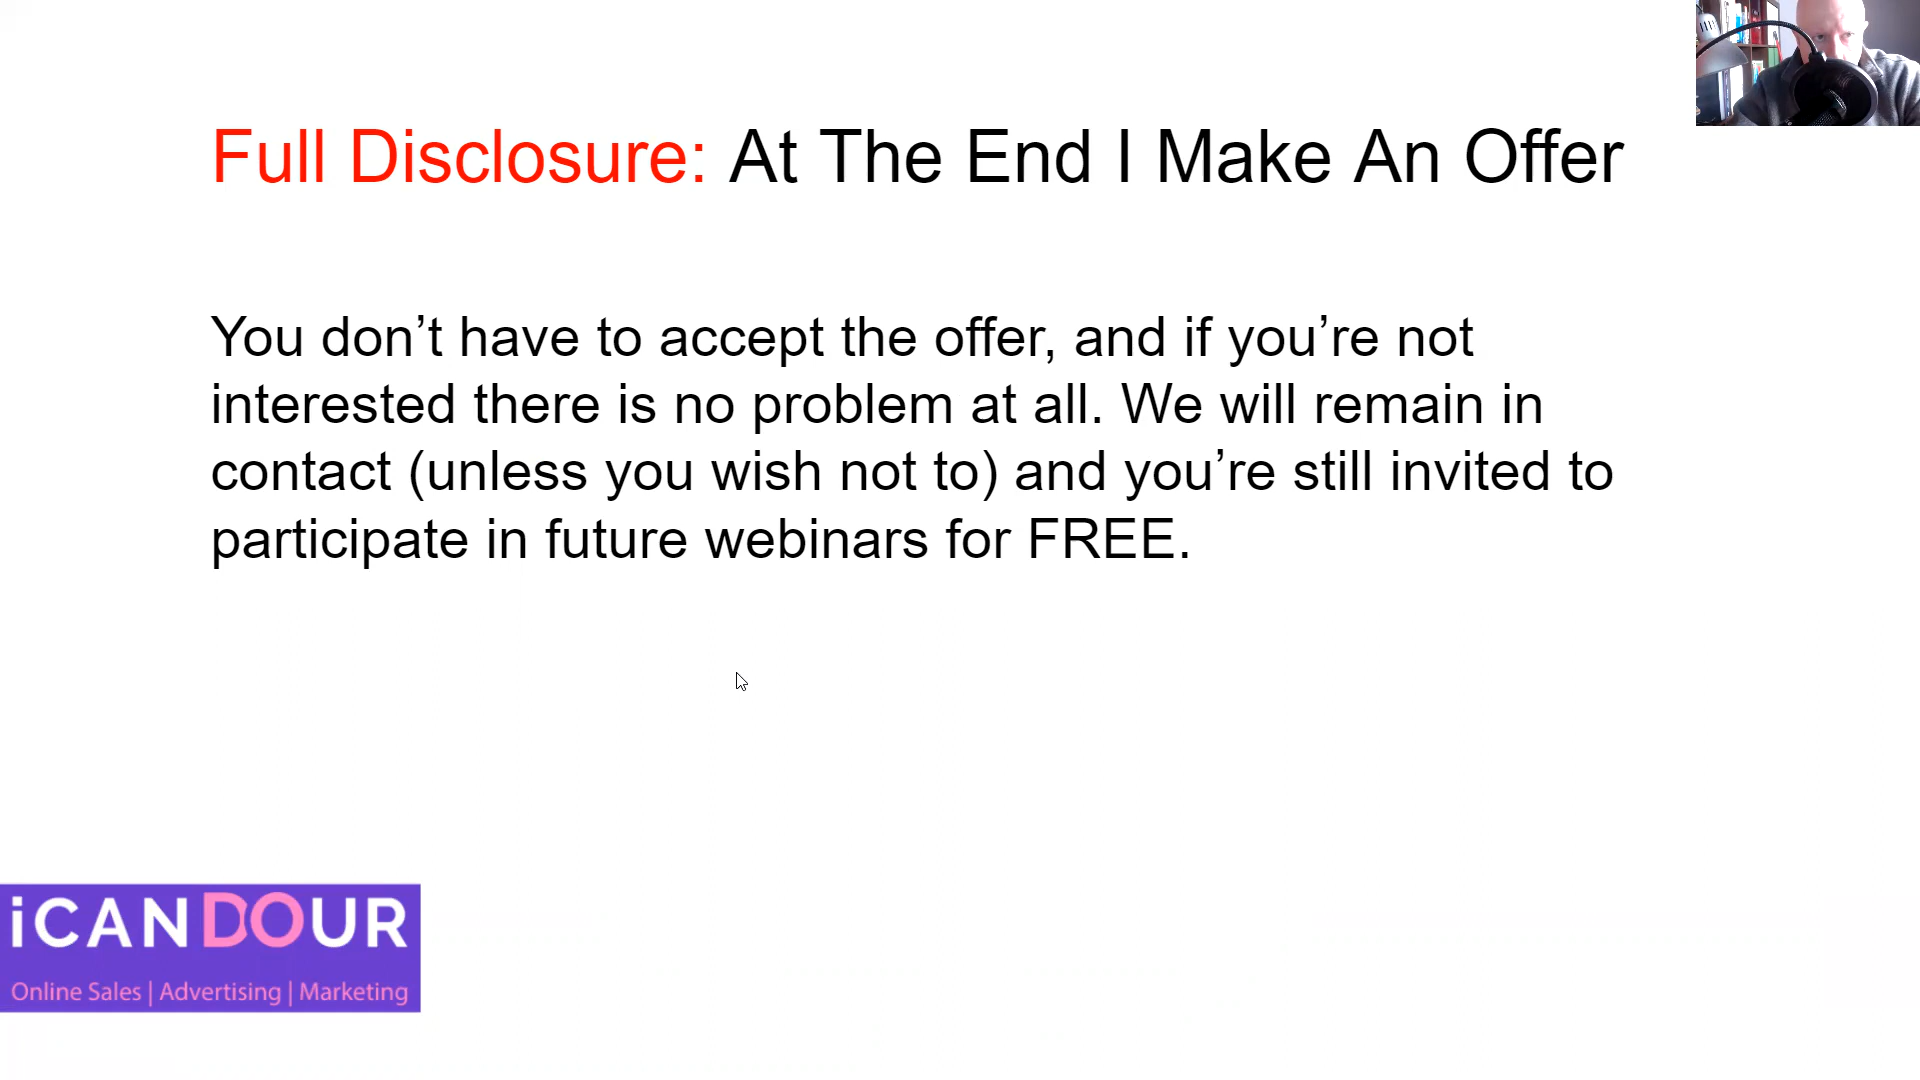 Full Disclosure: At The End I Make An Offer
You don’t have to accept the offer, and if you’re not
interested there is no problem at all. We will remain in
contact (unless you wish not to) and you’re still invited to
participate in future webinars for FREE.
iCANDOUR
Online Sales | Advertising | Marketing